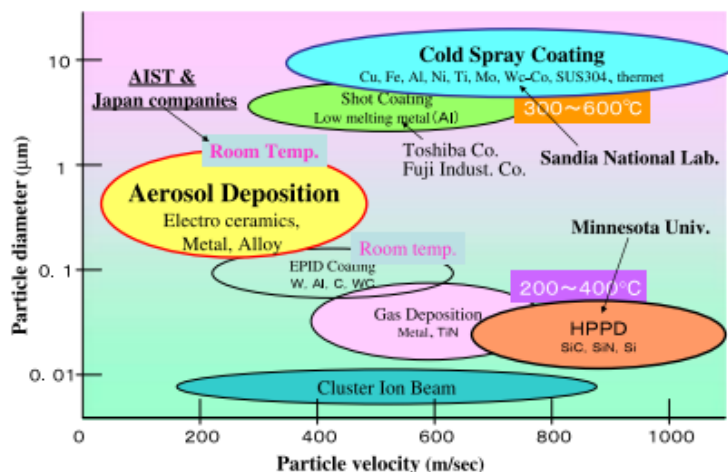 10
1
0. 1
0. 01
Particle diameter (μm)
Cold Spray Coating
Cu, Fe, Al, Ni, Ti, Mo, Wc-Co, SUS304, thermet
AIST &
Japan companies
Shot Coating
Low melting metal (Al)
300～600℃
Room Temp.
Toshiba Co.
Fuji Indust. Co.
Sandia National Lab.
Aerosol Deposition
Electro ceramics,
Metal, Alloy
Minnesota Univ.
Room temp.
EPID Coating
W, Al, C, WC
200～400℃
Gas Deposition
Metal, TiN
HPPD
SiC, SiN, Si
Cluster Ion Beam
0
200
400
600
800
1000
Particle velocity (m/sec)